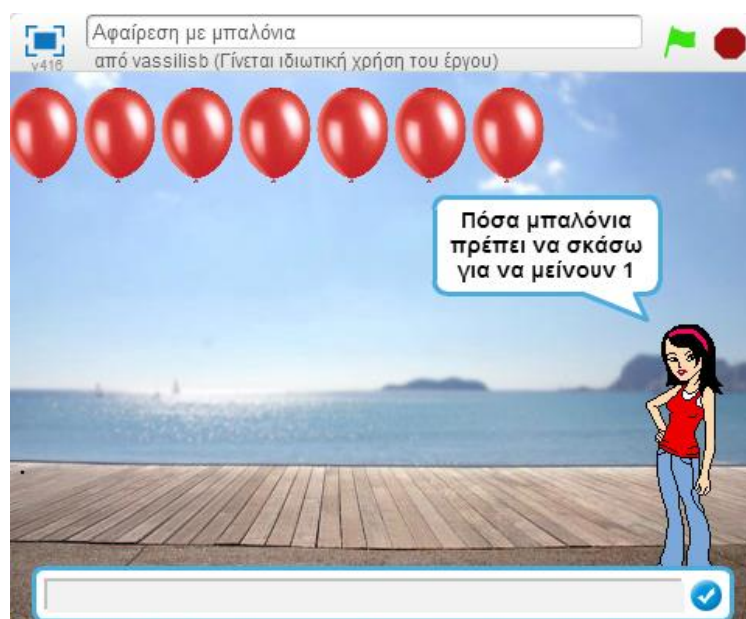 Αφαίρεση με μπαλόνια
v416
από vassilisb (Γίνεται ιδιωτική χρήση του έργου)
Πόσα μπαλόνια
πρέπει να σκάσω
για να μείνουν 1